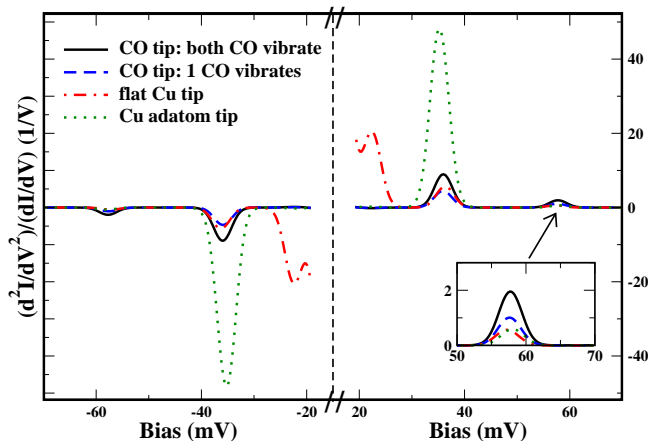 CO tip: both CO vibrate
CO tip: 1 CO vibrates
flat Cu tip
Cu adatom tip
(d²I/dV²)/(dI/dV) (1/V)
40
20
0
-20
-40
2
0
50 60 70
-60 -40 -20 20 40 60
Bias (mV) Bias (mV)